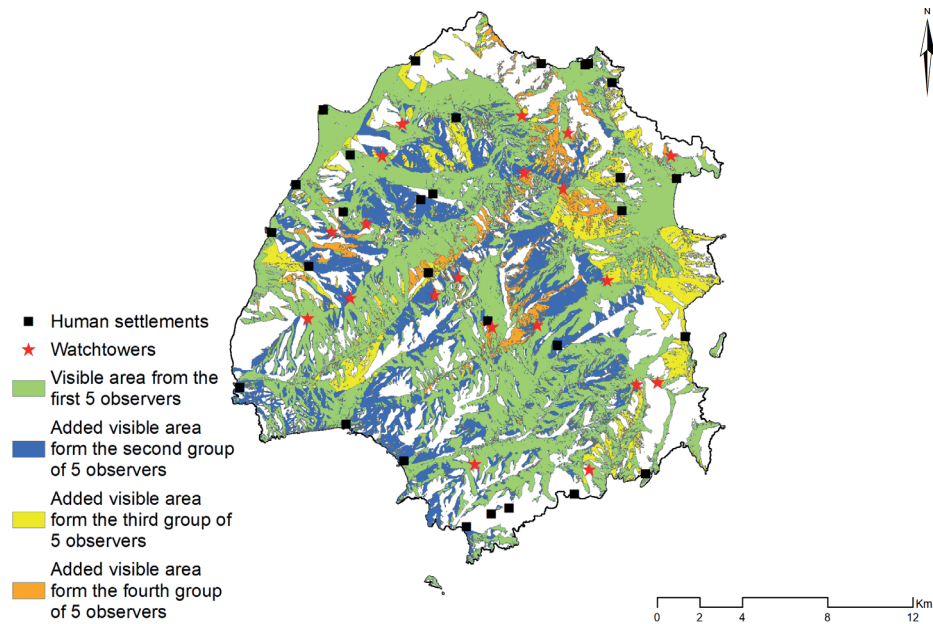 N
Human settlements
Watchtowers
Visible area from the
first 5 observers
Added visible area
form the second group
of 5 observers
Added visible area
form the third group of
5 observers
Added visible area
form the fourth group
of 5 observers
Km
0 2 4 8 12